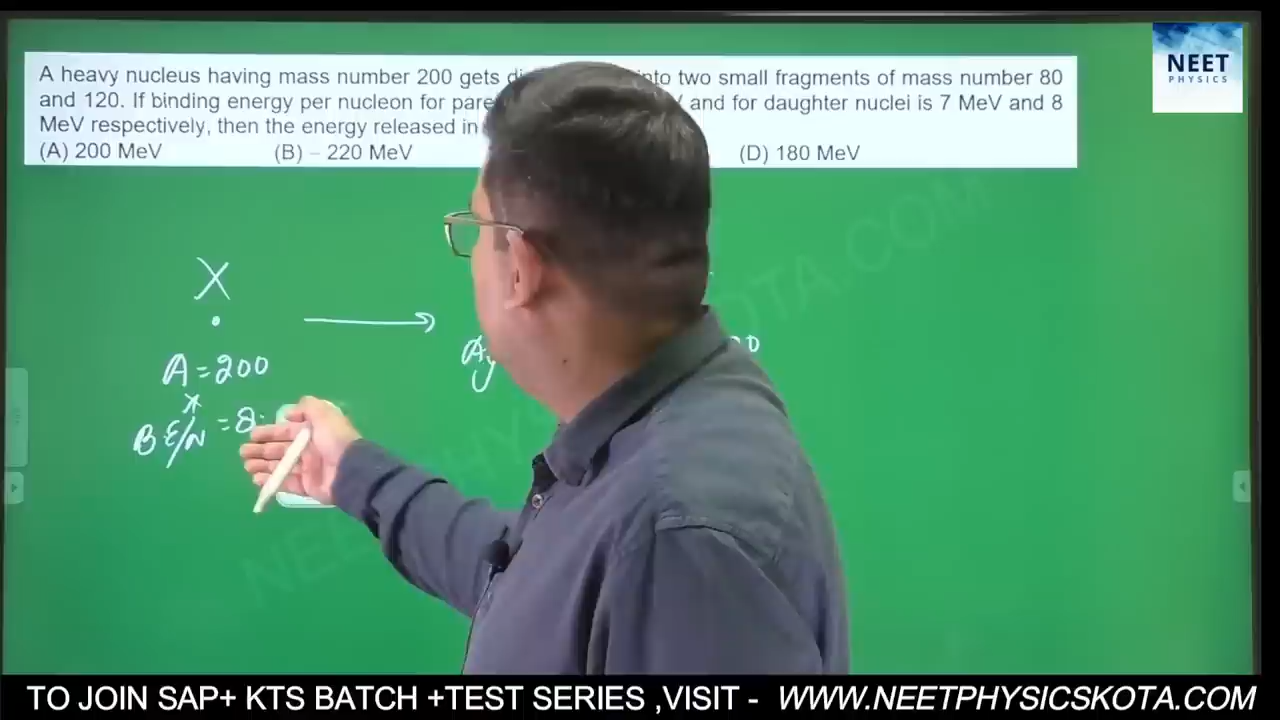 A heavy nucleus having mass number 200 gets into two small fragments of mass number 80
and 120. If binding energy per nucleon for and for daughter nuclei is 7 MeV and 8
MeV respectively, then the energy released in
(A) 200 MeV (B) – 220 MeV (D) 180 MeV
NEET
PHYSICS
X
A = 200
BE/N = 8
TO JOIN SAP+ KTS BATCH +TEST SERIES ,VISIT - WWW.NEETPHYSICSKOTA.COM